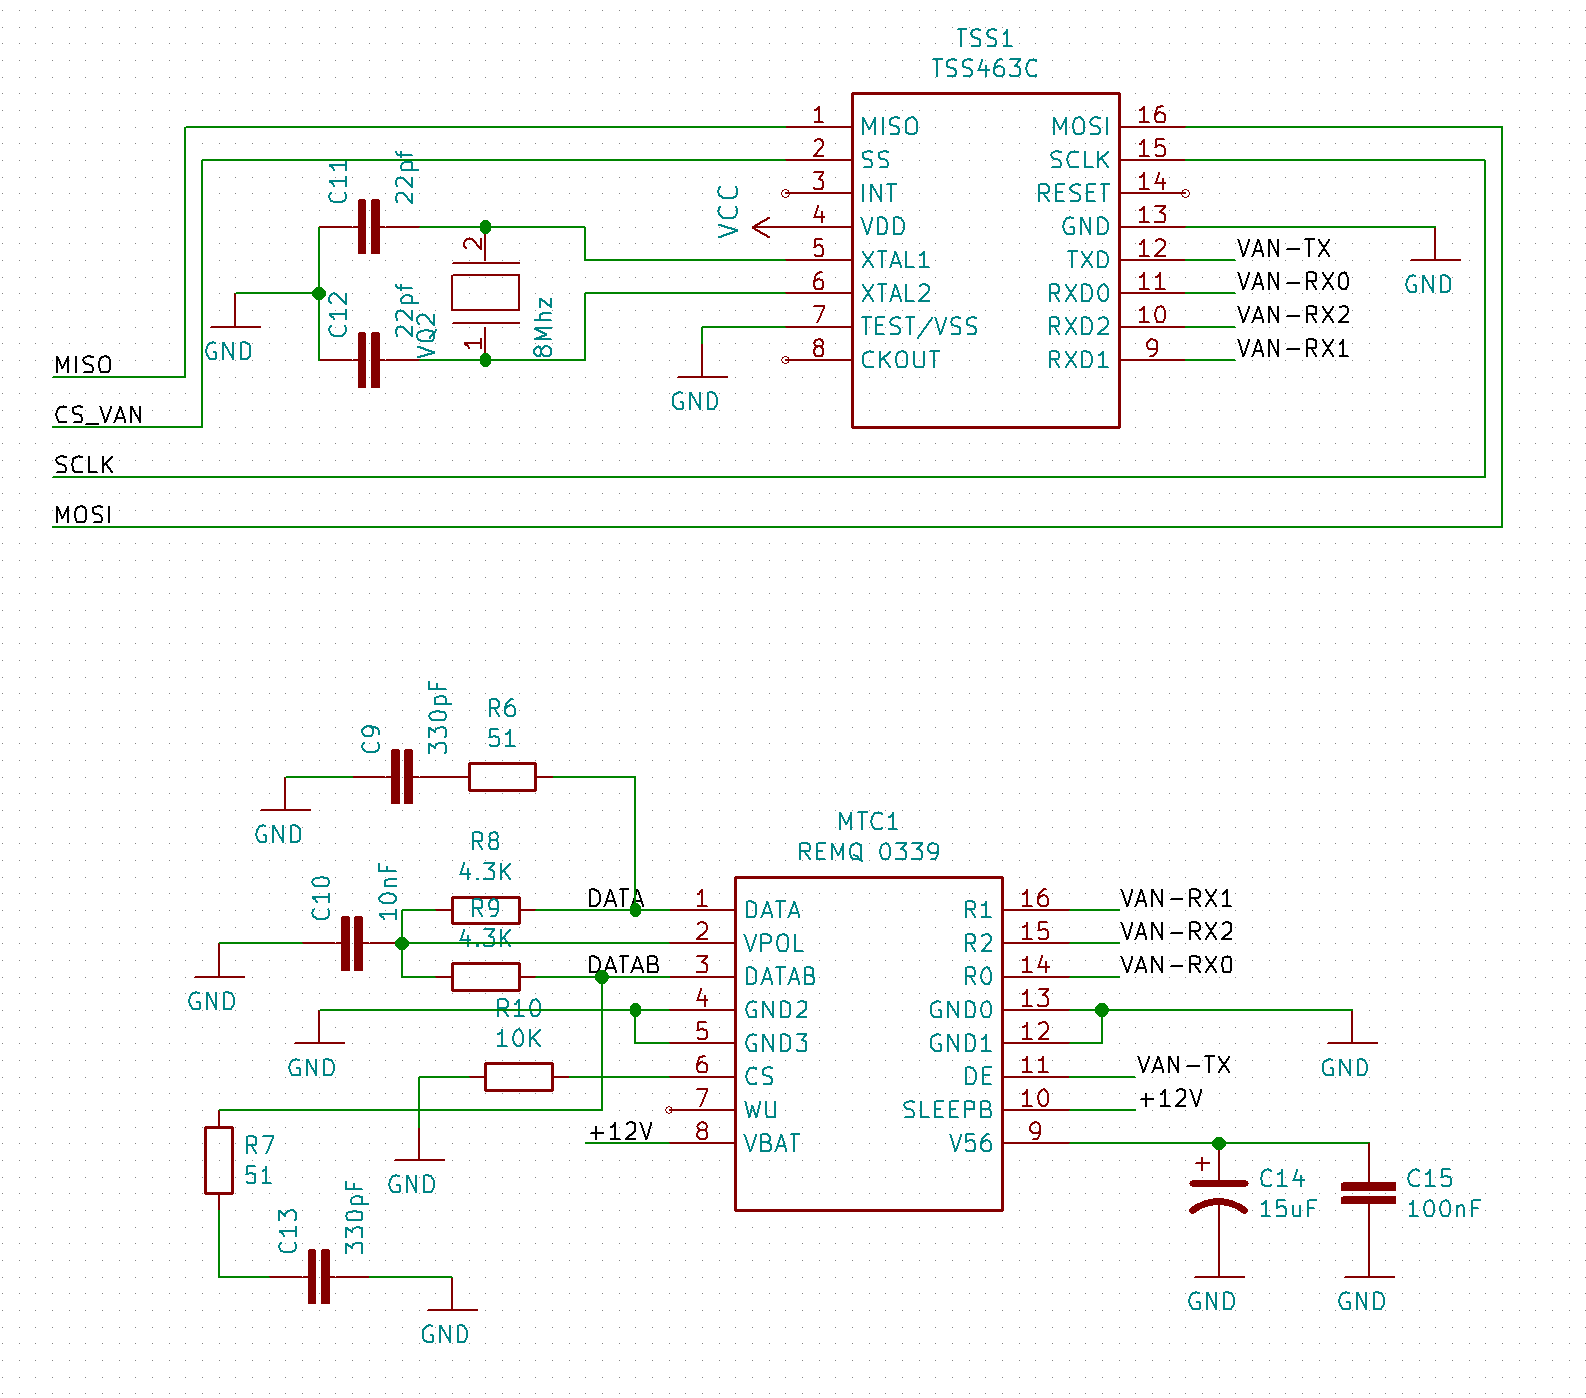 TSS1
TSS463C
1 MISO
2 SS
3 INT
4 VDD
5 XTAL1
6 XTAL2
7 TEST/VSS
8 CKOUT
MOSI 16
SCLK 15
RESET 14
GND 13
TXD 12
RXD0 11
RXD2 10
RXD1 9
VAN-TX
VAN-RX0
VAN-RX2
VAN-RX1
GND
VCC
GND
C11
22pf
C12
22pf
2
1
VQ2
8Mhz
GND
MISO
CS_VAN
SCLK
MOSI
C9
330pF
R6
51
GND
R8
4.3K
C10
10nF
R9
4.3K
GND
DATA
DATAB
R10
10K
GND
GND
+12V
R7
51
C13
330pF
GND
MTC1
REMQ 0339
1 DATA
2 VPOL
3 DATAB
4 GND2
5 GND3
6 CS
7 WU
8 VBAT
R1 16
R2 15
R0 14
GND0 13
GND1 12
DE 11
SLEEPB 10
V56 9
VAN-RX1
VAN-RX2
VAN-RX0
GND
VAN-TX
+12V
+
C14
15uF
GND
C15
100nF
GND